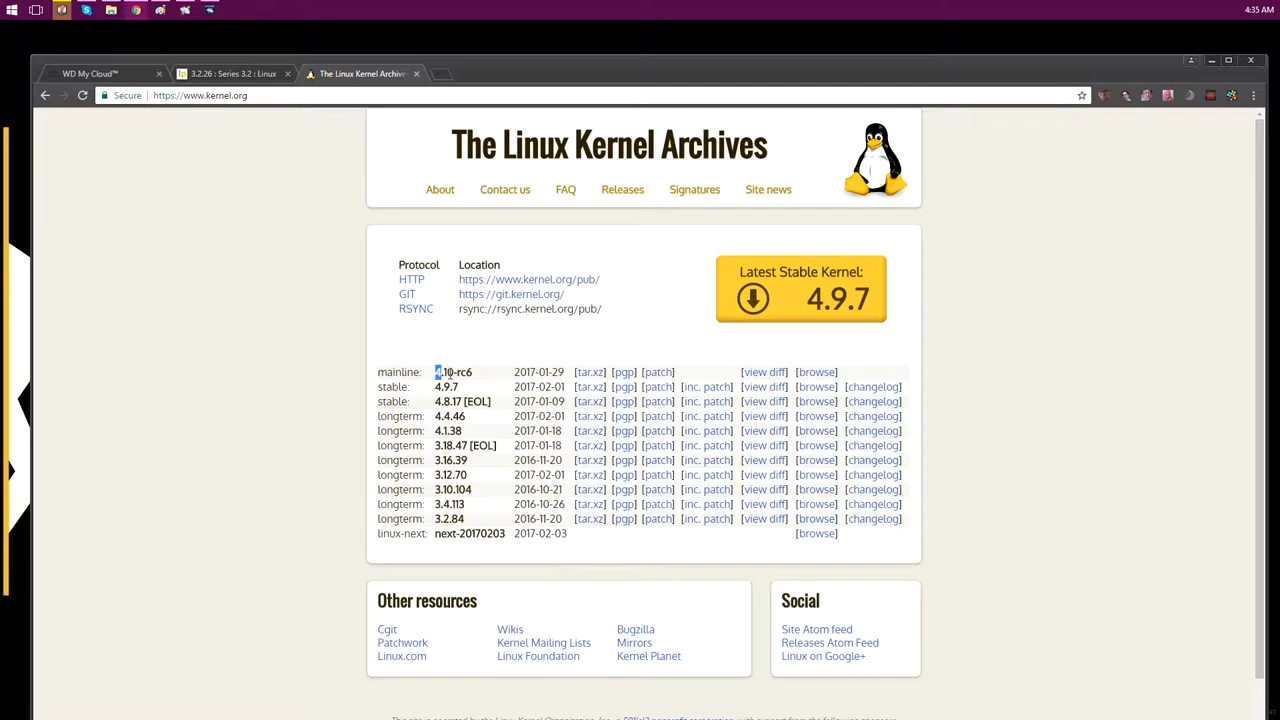 4:35 AM
WD My Cloud™
3.2.26 : Series 3.2 : Linux
The Linux Kernel Archive
Secure
https://www.kernel.org
The Linux Kernel Archives
About Contact us FAQ Releases Signatures Site news
Protocol Location
HTTP https://www.kernel.org/pub/
GIT https://git.kernel.org/
RSYNC rsync://rsync.kernel.org/pub/
Latest Stable Kernel:
4.9.7
mainline: 4.10-rc6 2017-01-29 [tar.xz] [pgp] [patch] [view diff] [browse]
stable: 4.9.7 2017-02-01 [tar.xz] [pgp] [patch] [inc. patch] [view diff] [browse] [changelog]
stable: 4.8.17 [EOL] 2017-01-09 [tar.xz] [pgp] [patch] [inc. patch] [view diff] [browse] [changelog]
longterm: 4.4.46 2017-02-01 [tar.xz] [pgp] [patch] [inc. patch] [view diff] [browse] [changelog]
longterm: 4.1.38 2017-01-18 [tar.xz] [pgp] [patch] [inc. patch] [view diff] [browse] [changelog]
longterm: 3.18.47 [EOL] 2017-01-18 [tar.xz] [pgp] [patch] [inc. patch] [view diff] [browse] [changelog]
longterm: 3.16.39 2016-11-20 [tar.xz] [pgp] [patch] [inc. patch] [view diff] [browse] [changelog]
longterm: 3.12.70 2017-02-01 [tar.xz] [pgp] [patch] [inc. patch] [view diff] [browse] [changelog]
longterm: 3.10.104 2016-10-21 [tar.xz] [pgp] [patch] [inc. patch] [view diff] [browse] [changelog]
longterm: 3.4.113 2016-10-26 [tar.xz] [pgp] [patch] [inc. patch] [view diff] [browse] [changelog]
longterm: 3.2.84 2016-11-20 [tar.xz] [pgp] [patch] [inc. patch] [view diff] [browse] [changelog]
linux-next: next-20170203 2017-02-03 [browse]
Other resources
Cgit Wikis Bugzilla
Patchwork Kernel Mailing Lists Mirrors
Linux.com Linux Foundation Kernel Planet
Social
Site Atom feed
Releases Atom Feed
Linux on Google+